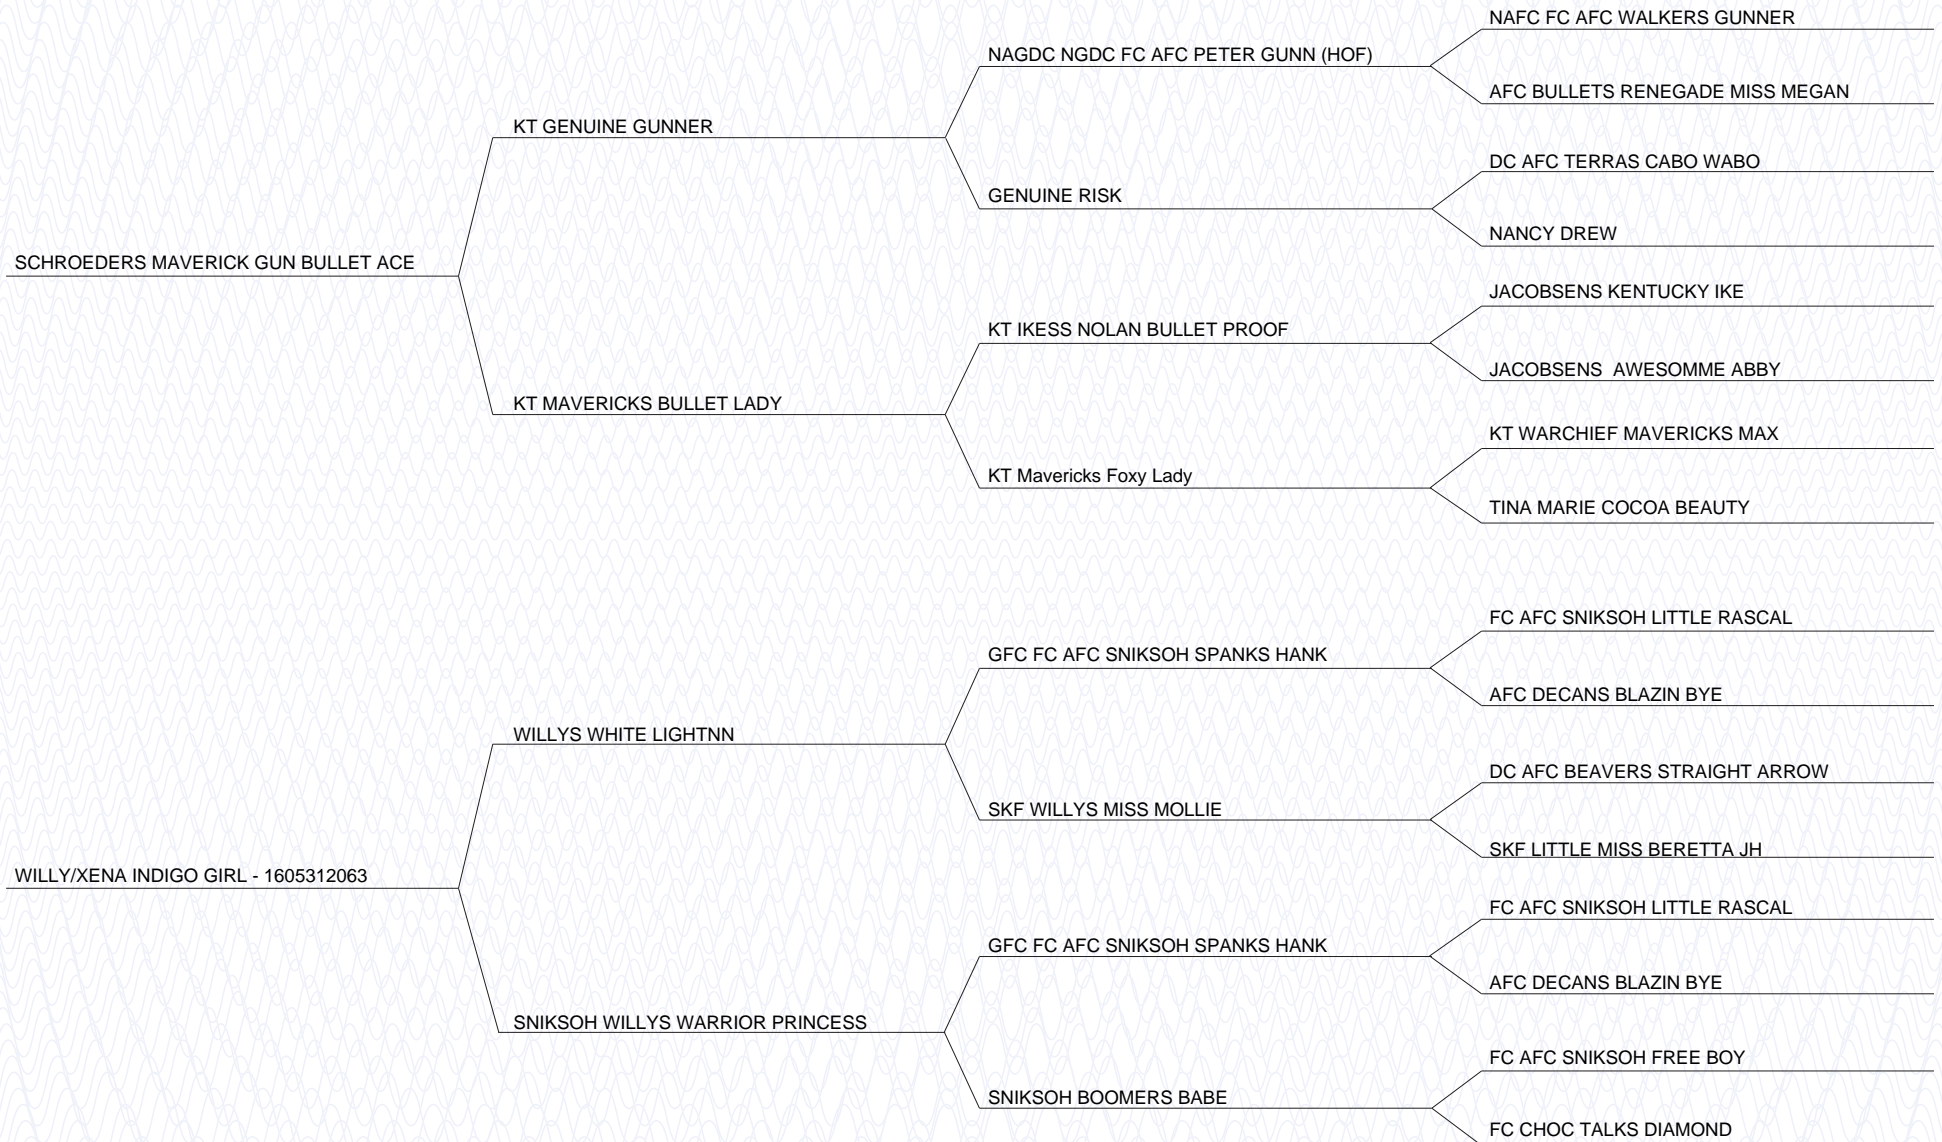 NAFC FC AFC WALKERS GUNNER
NAGDC NGDC FC AFC PETER GUNN (HOF)
AFC BULLETS RENEGADE MISS MEGAN
KT GENUINE GUNNER
DC AFC TERRAS CABO WABO
GENUINE RISK
NANCY DREW
SCHROEDERS MAVERICK GUN BULLET ACE
JACOBSENS KENTUCKY IKE
KT IKESS NOLAN BULLET PROOF
JACOBSENS  AWESOMME ABBY
KT MAVERICKS BULLET LADY
KT WARCHIEF MAVERICKS MAX
KT Mavericks Foxy Lady
TINA MARIE COCOA BEAUTY
FC AFC SNIKSOH LITTLE RASCAL
GFC FC AFC SNIKSOH SPANKS HANK
AFC DECANS BLAZIN BYE
WILLYS WHITE LIGHTNN
DC AFC BEAVERS STRAIGHT ARROW
SKF WILLYS MISS MOLLIE
SKF LITTLE MISS BERETTA JH
WILLY/XENA INDIGO GIRL - 1605312063
FC AFC SNIKSOH LITTLE RASCAL
GFC FC AFC SNIKSOH SPANKS HANK
AFC DECANS BLAZIN BYE
SNIKSOH WILLYS WARRIOR PRINCESS
FC AFC SNIKSOH FREE BOY
SNIKSOH BOOMERS BABE
FC CHOC TALKS DIAMOND